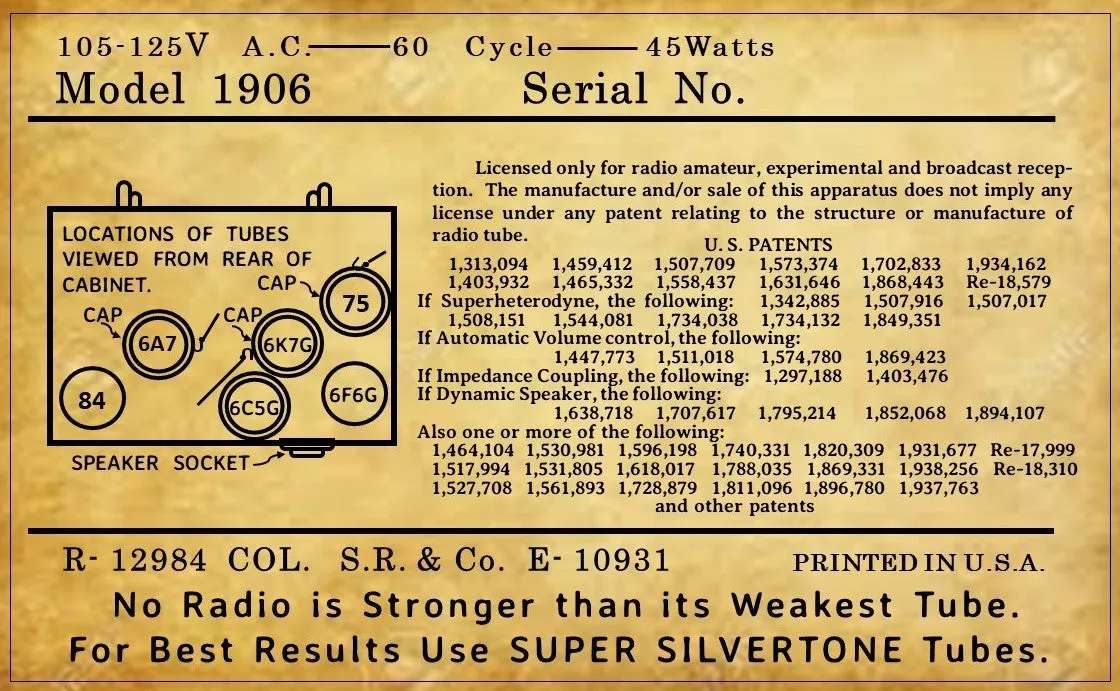 105-125V A.C.——60 Cycle——45Watts
Model 1906 Serial No.
LOCATIONS OF TUBES
VIEWED FROM REAR OF
CABINET.
CAP
75
CAP
6A7
CAP
6K7G
84
6C5G
6F6G
SPEAKER SOCKET
Licensed only for radio amateur, experimental and broadcast recep-
tion. The manufacture and/or sale of this apparatus does not imply any
license under any patent relating to the structure or manufacture of
radio tube.
U. S. PATENTS
1,313,094 1,459,412 1,507,709 1,573,374 1,702,833 1,934,162
1,403,932 1,465,332 1,558,437 1,631,646 1,868,443 Re-18,579
If Superheterodyne, the following: 1,342,885 1,507,916 1,507,017
1,508,151 1,544,081 1,734,038 1,734,132 1,849,351
If Automatic Volume control, the following:
1,447,773 1,511,018 1,574,780 1,869,423
If Impedance Coupling, the following: 1,297,188 1,403,476
If Dynamic Speaker, the following:
1,638,718 1,707,617 1,795,214 1,852,068 1,894,107
Also one or more of the following:
1,464,104 1,530,981 1,596,198 1,740,331 1,820,309 1,931,677 Re-17,999
1,517,994 1,531,805 1,618,017 1,788,035 1,869,331 1,938,256 Re-18,310
1,527,708 1,561,893 1,728,879 1,811,096 1,896,780 1,937,763
and other patents
R- 12984 COL. S.R. & Co. E- 10931 PRINTED IN U.S.A.
No Radio is Stronger than its Weakest Tube.
For Best Results Use SUPER SILVERTONE Tubes.